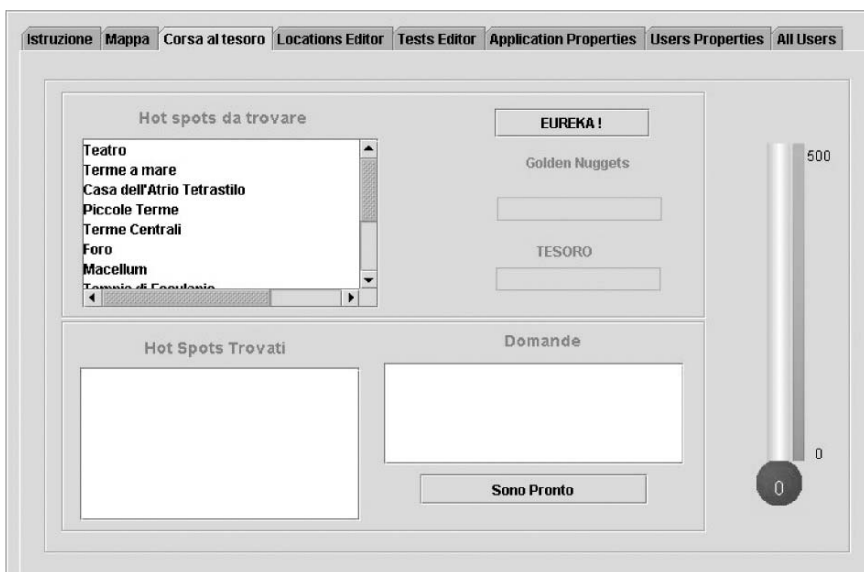 Istruzione Mappa Corsa al tesoro Locations Editor Tests Editor Application Properties Users Properties All Users
Hot spots da trovare
Teatro
Terme a mare
Casa dell'Atrio Tetrastilo
Piccole Terme
Terme Centrali
Foro
Macellum
Tempio di
EUREKA !
Golden Nuggets
TESORO
Hot Spots Trovati
Domande
Sono Pronto
500
0
0